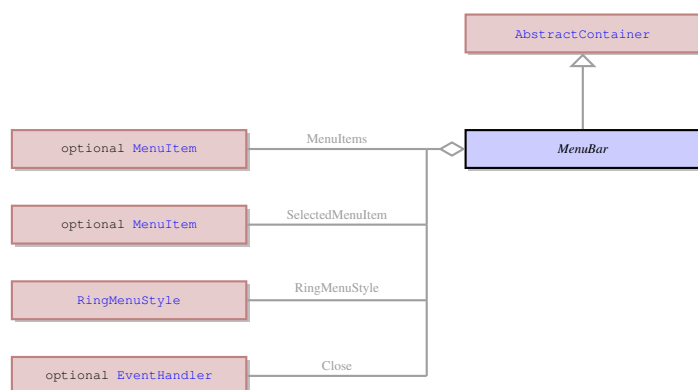 AbstractContainer
MenuItems
optional MenuItem
MenuBar
SelectedMenuItem
optional MenuItem
RingMenuStyle
RingMenuStyle
Close
optional EventHandler